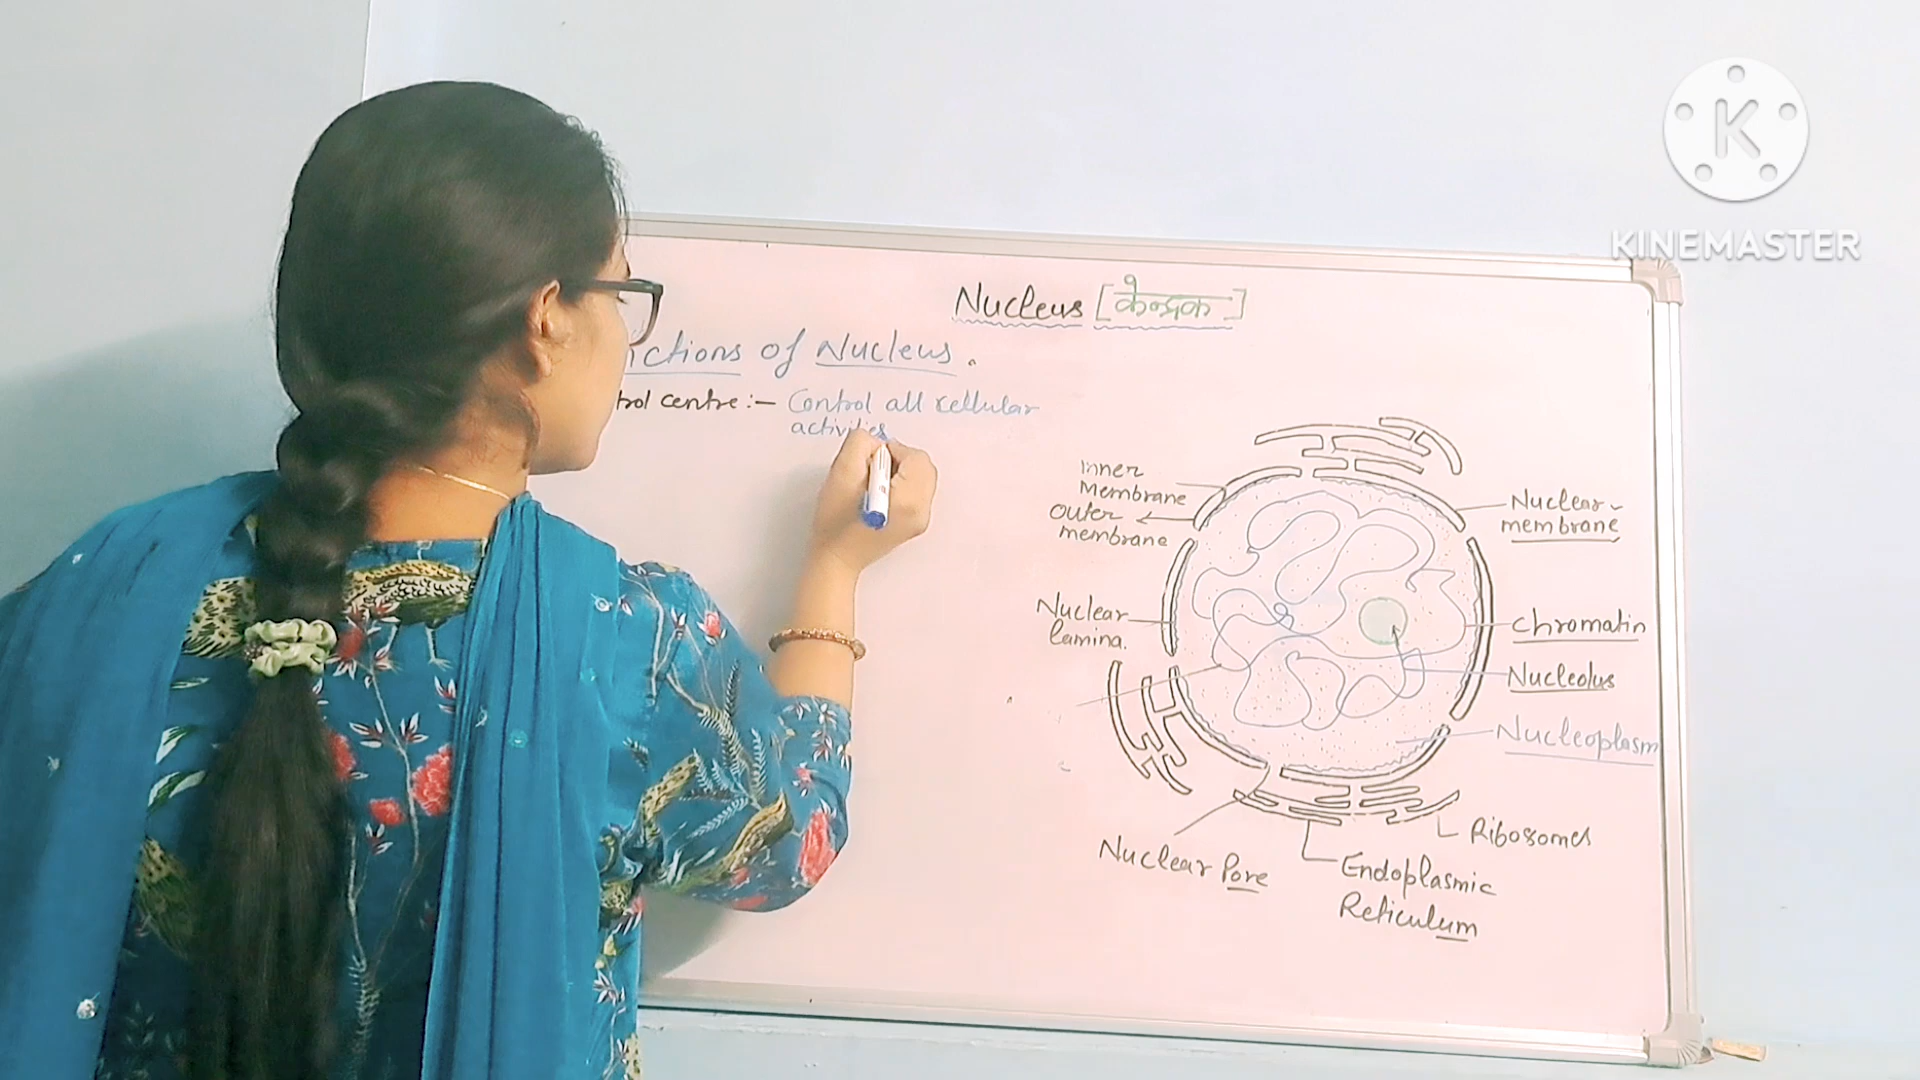 KINEMASTER
Nucleus [केन्द्रक]
nctions of Nucleus.
trol centre :- Control all cellular
activities
Inner
Membrane
Outer
membrane
Nuclear
lamina.
Nuclear-
membrane
chromatin
Nucleolus
Nucleoplasm
Ribosomes
Endoplasmic
Reticulum
Nuclear Pore